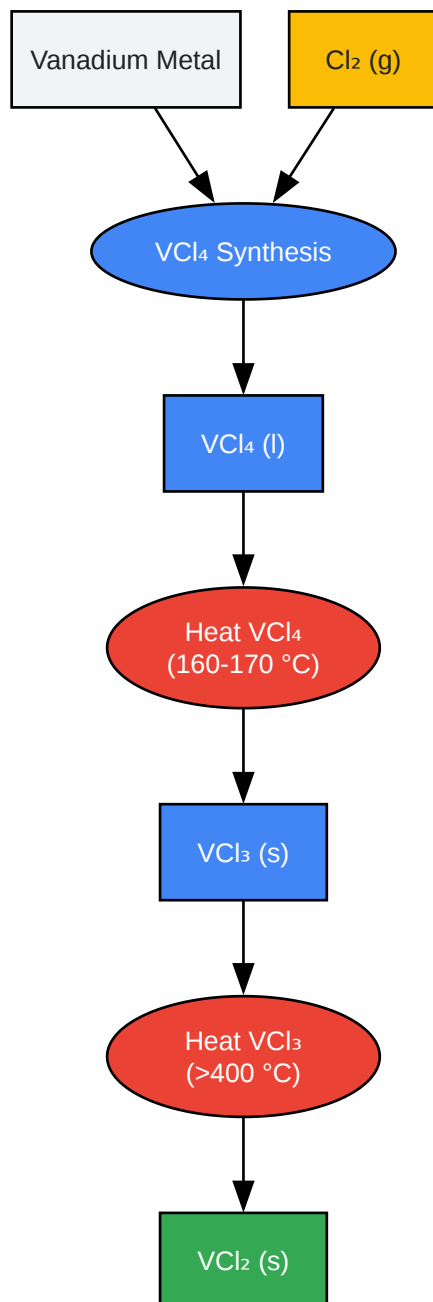 Vanadium Metal
Cl₂ (g)
VCl₄ Synthesis
VCl₄ (l)
Heat VCl₄
(160-170 °C)
VCl₃ (s)
Heat VCl₃
(>400 °C)
VCl₂ (s)